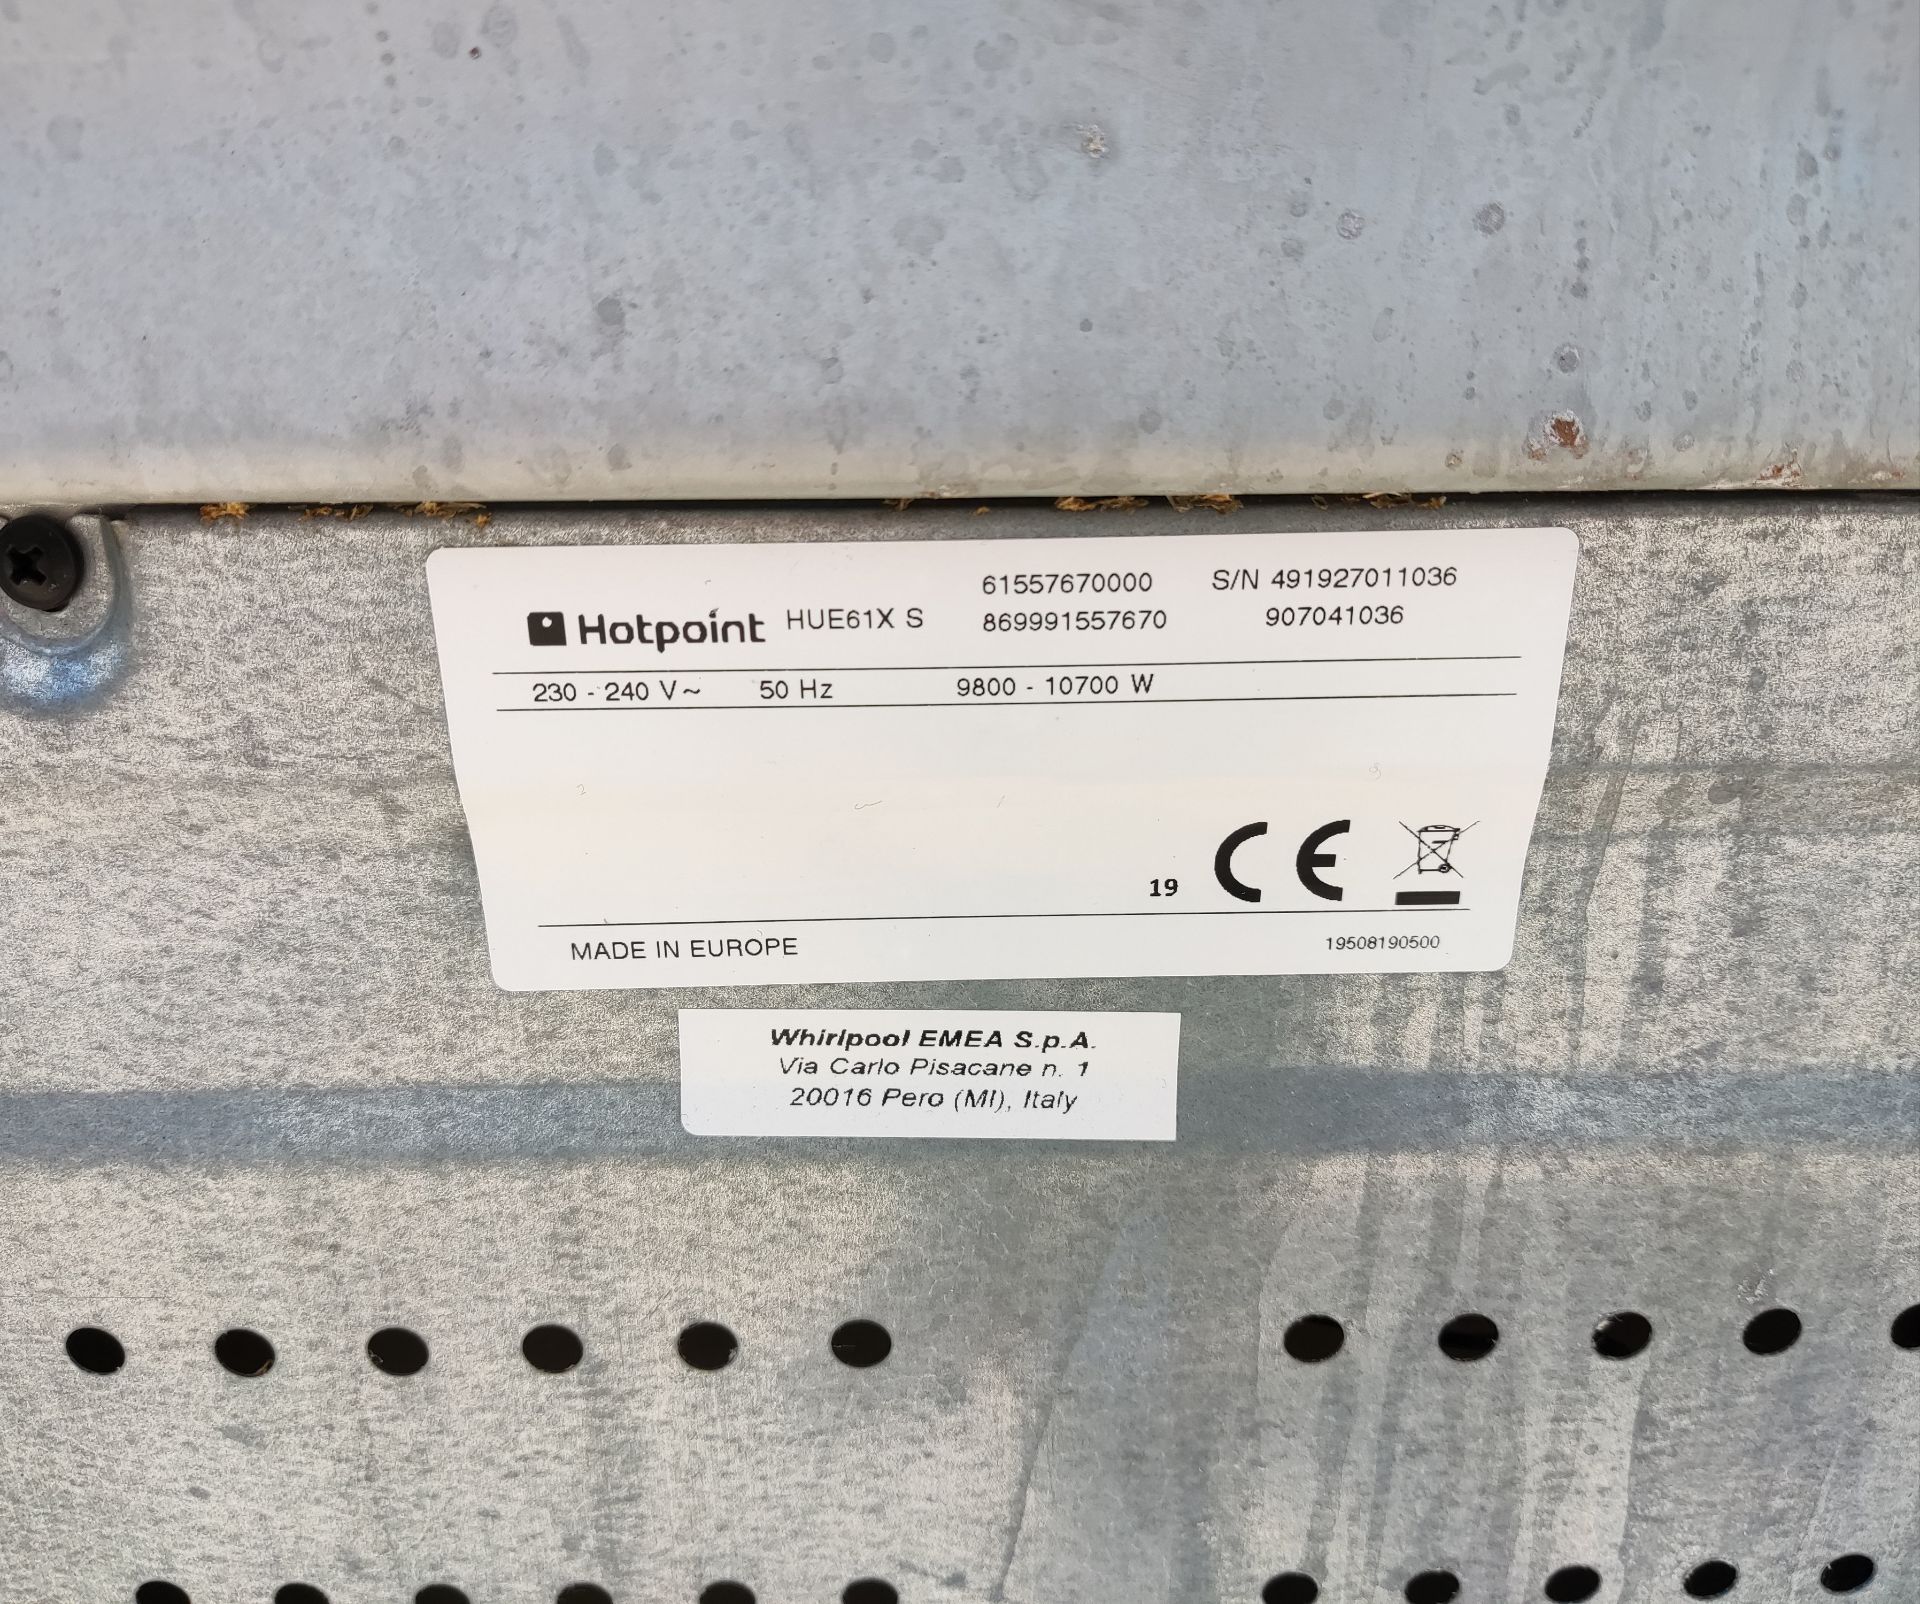 61557670000 S/N 491927011036
Hotpoint HUE61X S 869991557670 907041036
230 - 240 V~ 50 Hz 9800 - 10700 W
19 CE
MADE IN EUROPE 19508190500
Whirlpool EMEA S.p.A.
Via Carlo Pisacane n. 1
20016 Pero (MI), Italy